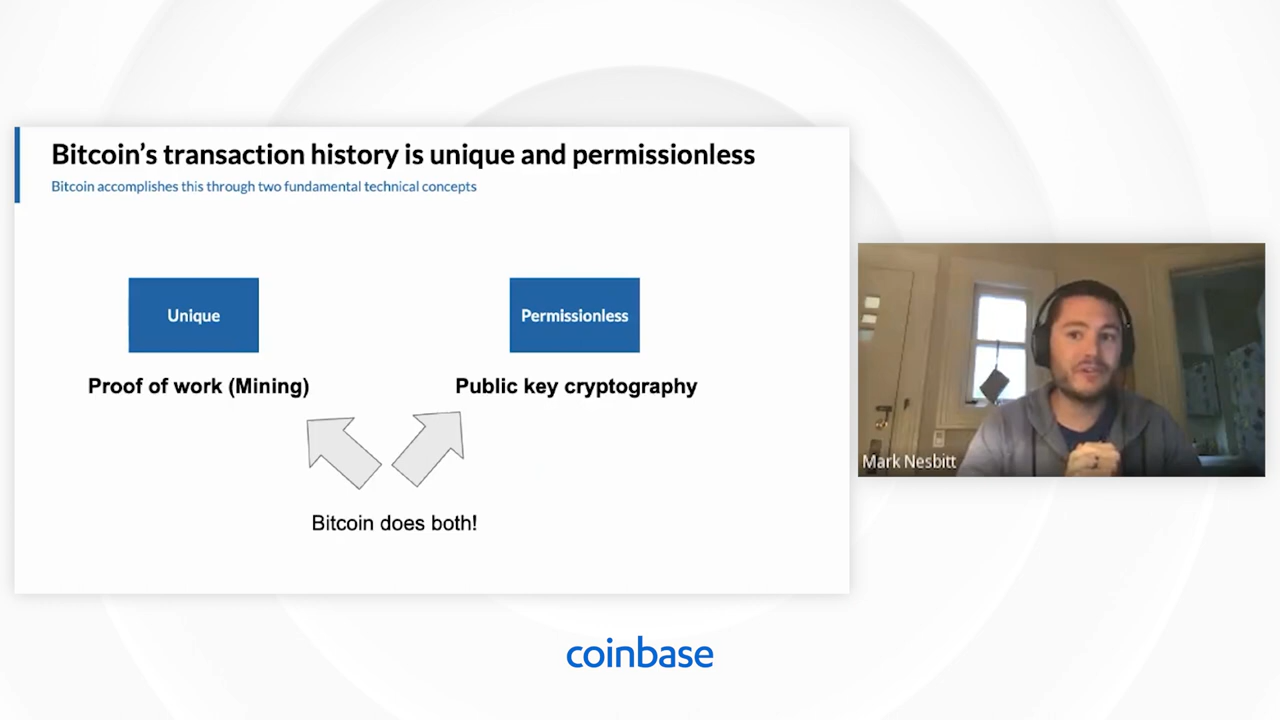 Bitcoin's transaction history is unique and permissionless
Bitcoin accomplishes this through two fundamental technical concepts
Unique
Permissionless
Proof of work (Mining)
Public key cryptography
Bitcoin does both!
Mark Nesbitt
coinbase